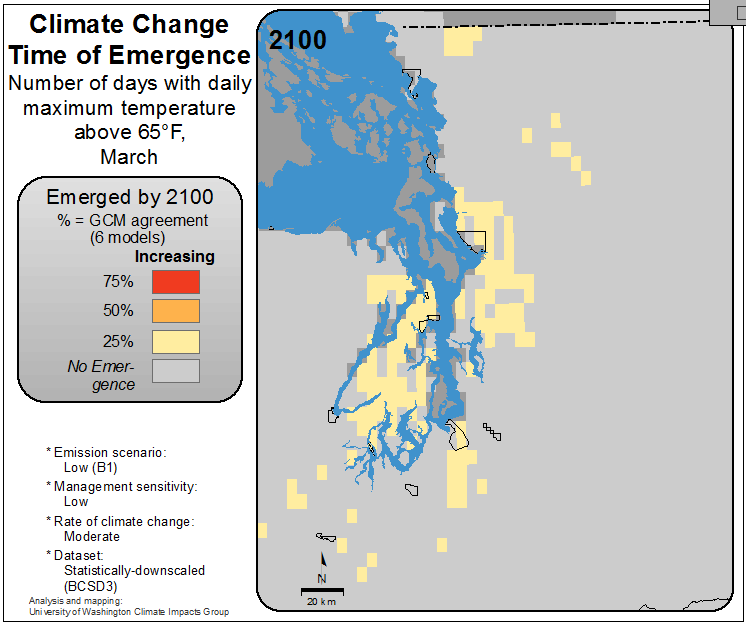 Climate Change
Time of Emergence
Number of days with daily
maximum temperature
above 65°F,
March
2100
Emerged by 2100
% = GCM agreement
(6 models)
Increasing
75%
50%
25%
No Emer-
gence
* Emission scenario:
Low (B1)
* Management sensitivity:
Low
* Rate of climate change:
Moderate
* Dataset:
Statistically-downscaled
(BCSD3)
Analysis and mapping:
University of Washington Climate Impacts Group
N
20 km